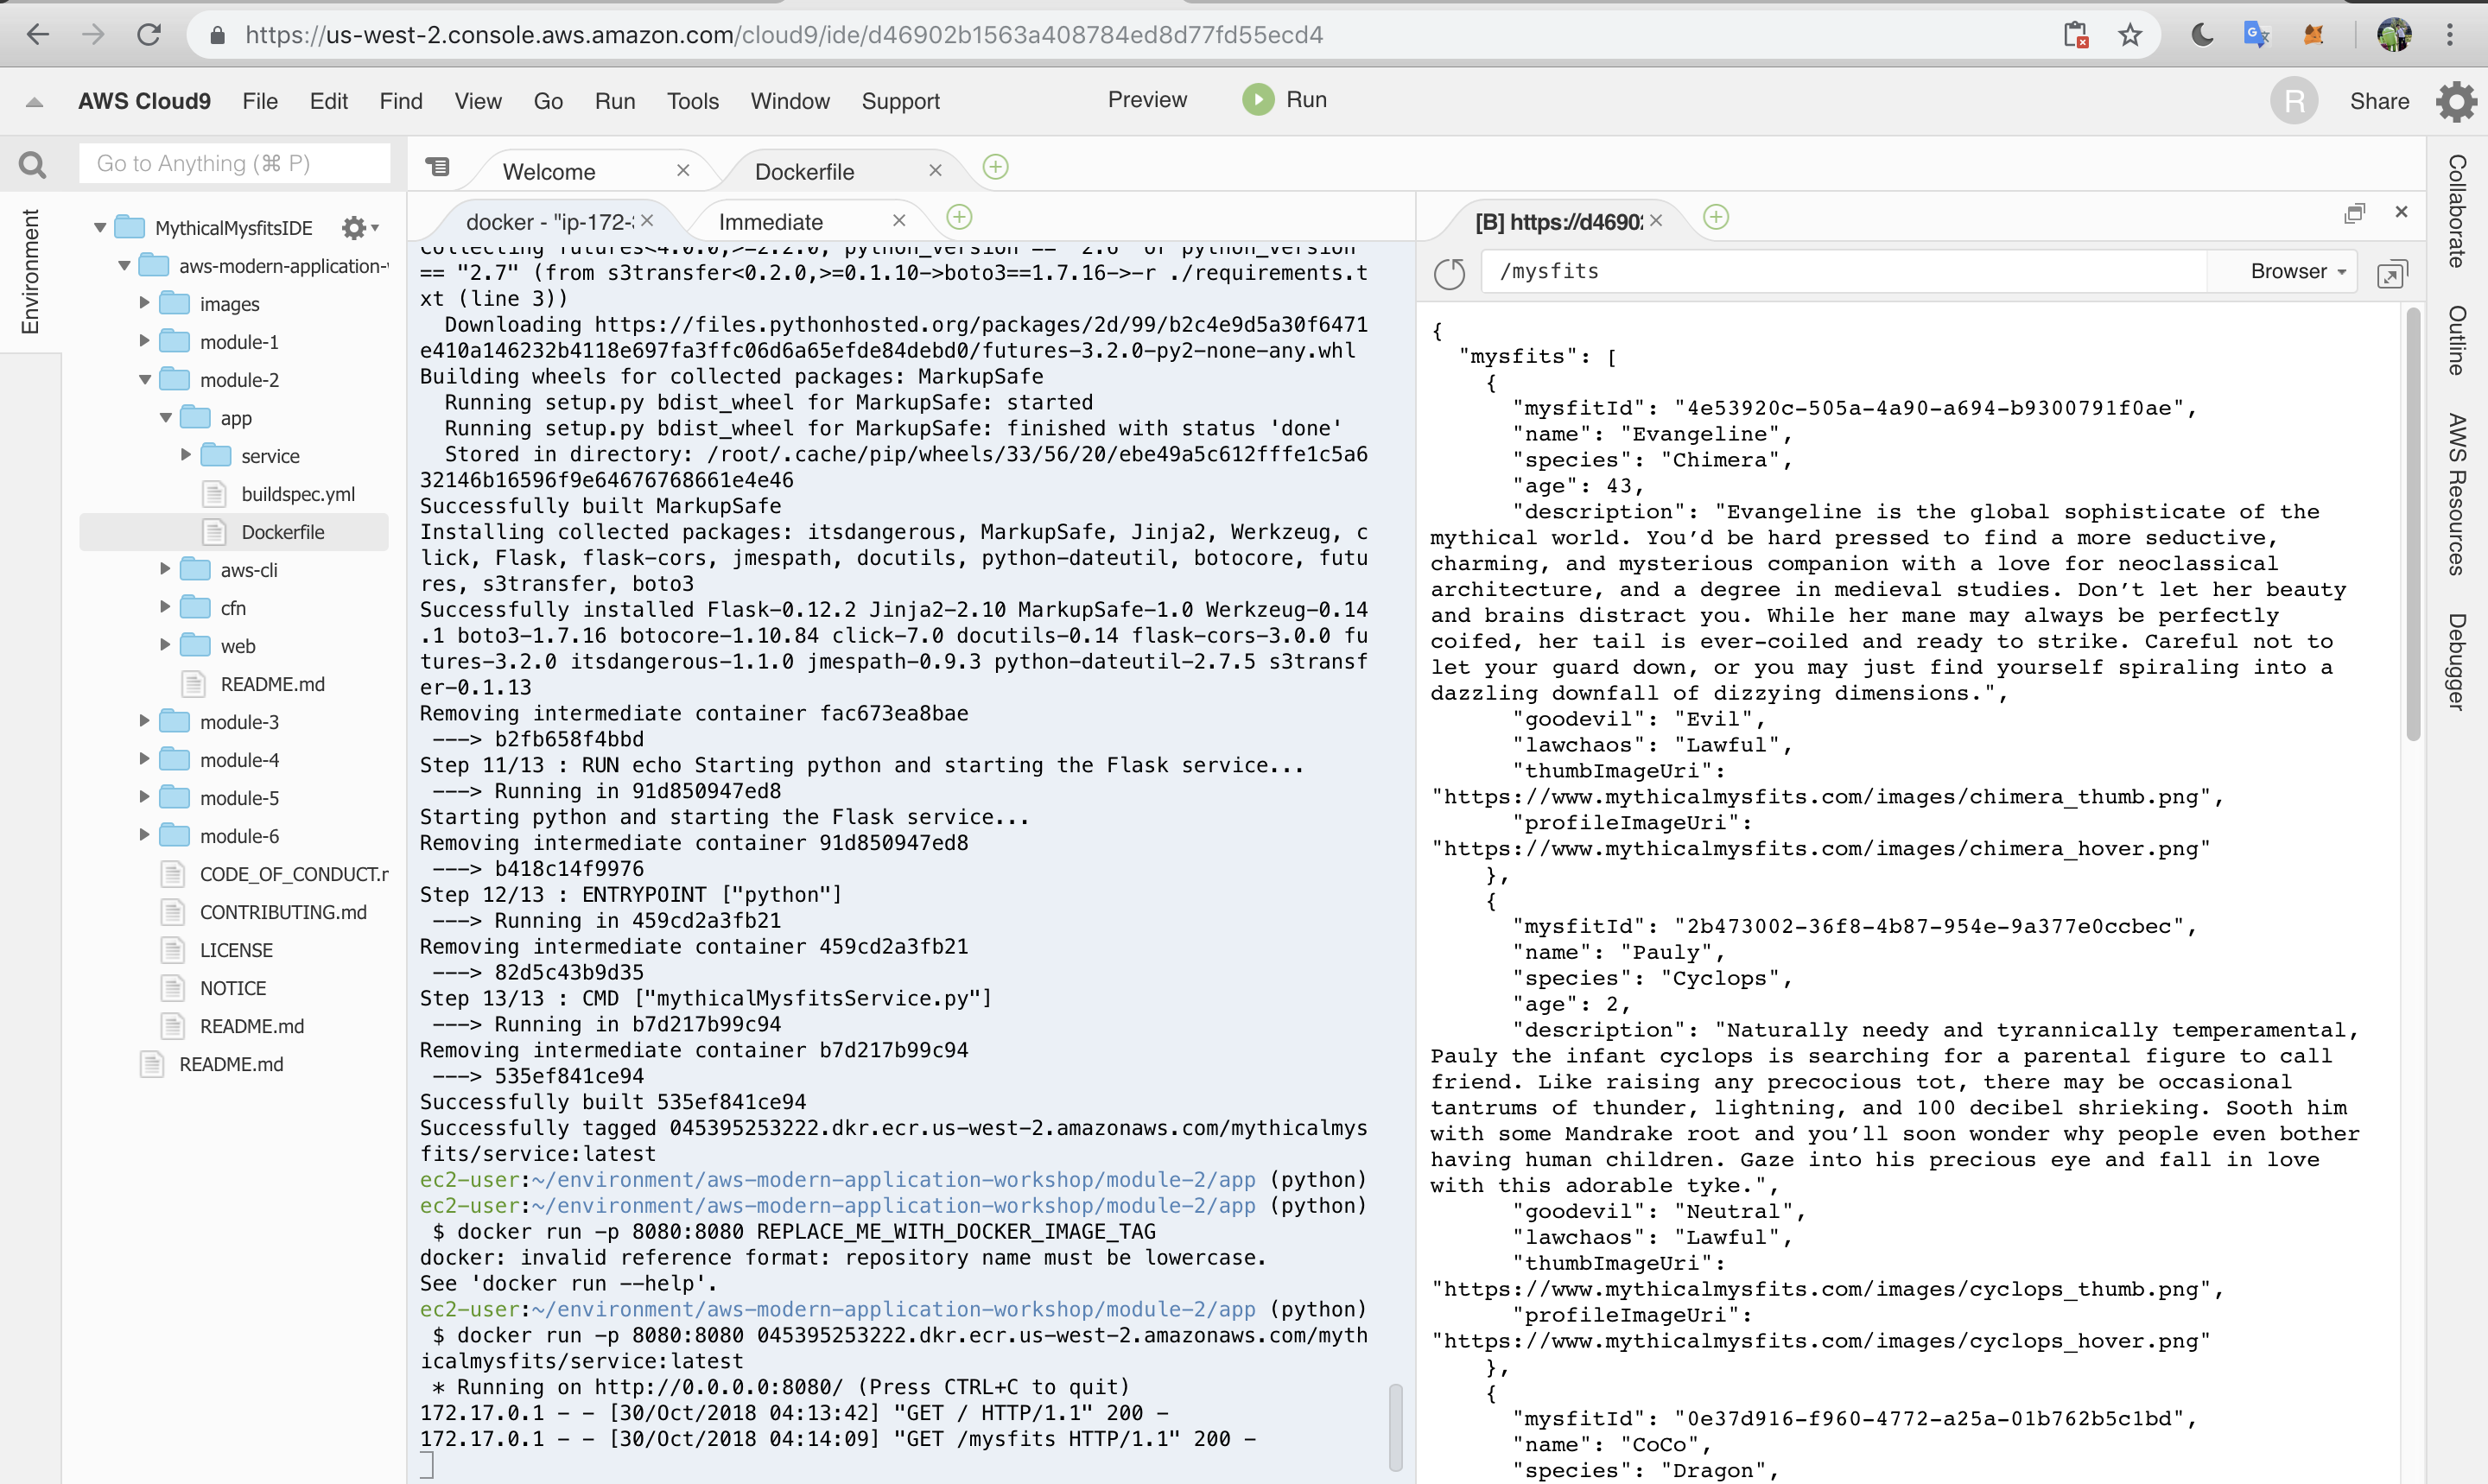 https://us-west-2.console.aws.amazon.com/cloud9/ide/d46902b1563a408784ed8d77fd55ecd4
AWS Cloud9 File Edit Find View Go Run Tools Window Support Preview Run R Share
Go to Anything (⌘ P)
Welcome
Dockerfile
Environment
MythicalMysfitsIDE
aws-modern-application-
images
module-1
module-2
app
service
buildspec.yml
Dockerfile
aws-cli
cfn
web
README.md
module-3
module-4
module-5
module-6
CODE_OF_CONDUCT.r
CONTRIBUTING.md
LICENSE
NOTICE
README.md
README.md
docker - "ip-172-
Immediate
Collecting futures<4.0.0,>=2.2.0; python_version == "2.6" or python_version
== "2.7" (from s3transfer<0.2.0,>=0.1.10->boto3==1.7.16->-r ./requirements.t
xt (line 3))
Downloading https://files.pythonhosted.org/packages/2d/99/b2c4e9d5a30f6471
e410a146232b4118e697fa3ffc06d6a65efde84debd0/futures-3.2.0-py2-none-any.whl
Building wheels for collected packages: MarkupSafe
Running setup.py bdist_wheel for MarkupSafe: started
Running setup.py bdist_wheel for MarkupSafe: finished with status 'done'
Stored in directory: /root/.cache/pip/wheels/33/56/20/ebe49a5c612fffe1c5a6
32146b16596f9e64676768661e4e46
Successfully built MarkupSafe
Installing collected packages: itsdangerous, MarkupSafe, Jinja2, Werkzeug, c
lick, Flask, flask-cors, jmespath, docutils, python-dateutil, botocore, futu
res, s3transfer, boto3
Successfully installed Flask-0.12.2 Jinja2-2.10 MarkupSafe-1.0 Werkzeug-0.14
.1 boto3-1.7.16 botocore-1.10.84 click-7.0 docutils-0.14 flask-cors-3.0.0 fu
tures-3.2.0 itsdangerous-1.1.0 jmespath-0.9.3 python-dateutil-2.7.5 s3transf
er-0.1.13
Removing intermediate container fac673ea8bae
---> b2fb658f4bbd
Step 11/13 : RUN echo Starting python and starting the Flask service...
---> Running in 91d850947ed8
Starting python and starting the Flask service...
Removing intermediate container 91d850947ed8
---> b418c14f9976
Step 12/13 : ENTRYPOINT ["python"]
---> Running in 459cd2a3fb21
Removing intermediate container 459cd2a3fb21
---> 82d5c43b9d35
Step 13/13 : CMD ["mythicalMysfitsService.py"]
---> Running in b7d217b99c94
Removing intermediate container b7d217b99c94
---> 535ef841ce94
Successfully built 535ef841ce94
Successfully tagged 045395253222.dkr.ecr.us-west-2.amazonaws.com/mythicalmys
fits/service:latest
ec2-user:~/environment/aws-modern-application-workshop/module-2/app (python)
ec2-user:~/environment/aws-modern-application-workshop/module-2/app (python)
$ docker run -p 8080:8080 REPLACE_ME_WITH_DOCKER_IMAGE_TAG
docker: invalid reference format: repository name must be lowercase.
See 'docker run --help'.
ec2-user:~/environment/aws-modern-application-workshop/module-2/app (python)
$ docker run -p 8080:8080 045395253222.dkr.ecr.us-west-2.amazonaws.com/myth
icalmysfits/service:latest
* Running on http://0.0.0.0:8080/ (Press CTRL+C to quit)
172.17.0.1 - - [30/Oct/2018 04:13:42] "GET / HTTP/1.1" 200 -
172.17.0.1 - - [30/Oct/2018 04:14:09] "GET /mysfits HTTP/1.1" 200 -
[B] https://d4690
/mysfits
Browser
{
"mysfits": [
{
"mysfitId": "4e53920c-505a-4a90-a694-b9300791f0ae",
"name": "Evangeline",
"species": "Chimera",
"age": 43,
"description": "Evangeline is the global sophisticate of the
mythical world. You’d be hard pressed to find a more seductive,
charming, and mysterious companion with a love for neoclassical
architecture, and a degree in medieval studies. Don’t let her beauty
and brains distract you. While her mane may always be perfectly
coifed, her tail is ever-coiled and ready to strike. Careful not to
let your guard down, or you may just find yourself spiraling into a
dazzling downfall of dizzying dimensions.",
"goodevil": "Evil",
"lawchaos": "Lawful",
"thumbImageUri":
"https://www.mythicalmysfits.com/images/chimera_thumb.png",
"profileImageUri":
"https://www.mythicalmysfits.com/images/chimera_hover.png"
},
{
"mysfitId": "2b473002-36f8-4b87-954e-9a377e0ccbec",
"name": "Pauly",
"species": "Cyclops",
"age": 2,
"description": "Naturally needy and tyrannically temperamental,
Pauly the infant cyclops is searching for a parental figure to call
friend. Like raising any precocious tot, there may be occasional
tantrums of thunder, lightning, and 100 decibel shrieking. Sooth him
with some Mandrake root and you’ll soon wonder why people even bother
having human children. Gaze into his precious eye and fall in love
with this adorable tyke.",
"goodevil": "Neutral",
"lawchaos": "Lawful",
"thumbImageUri":
"https://www.mythicalmysfits.com/images/cyclops_thumb.png",
"profileImageUri":
"https://www.mythicalmysfits.com/images/cyclops_hover.png"
},
{
"mysfitId": "0e37d916-f960-4772-a25a-01b762b5c1bd",
"name": "CoCo",
"species": "Dragon",
Collaborate
Outline
AWS Resources
Debugger